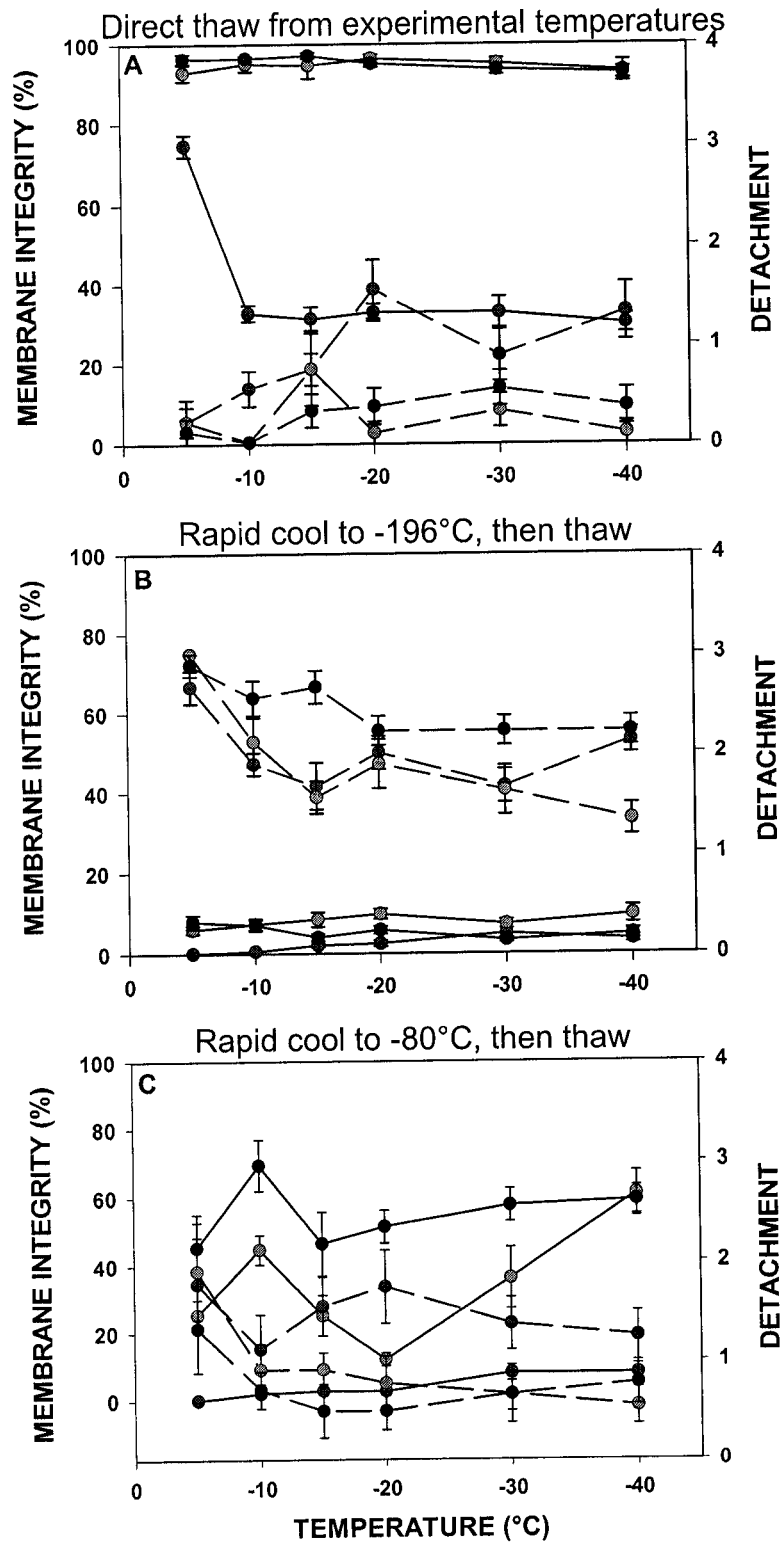 Direct thaw from experimental temperatures
A
MEMBRANE INTEGRITY (%)
100
80
60
40
20
0
4
3
2
1
0
DETACHMENT
0 -10 -20 -30 -40
Rapid cool to -196°C, then thaw
B
MEMBRANE INTEGRITY (%)
100
80
60
40
20
0
4
3
2
1
0
DETACHMENT
0 -10 -20 -30 -40
Rapid cool to -80°C, then thaw
C
MEMBRANE INTEGRITY (%)
100
80
60
40
20
0
4
3
2
1
0
DETACHMENT
0 -10 -20 -30 -40
TEMPERATURE (°C)